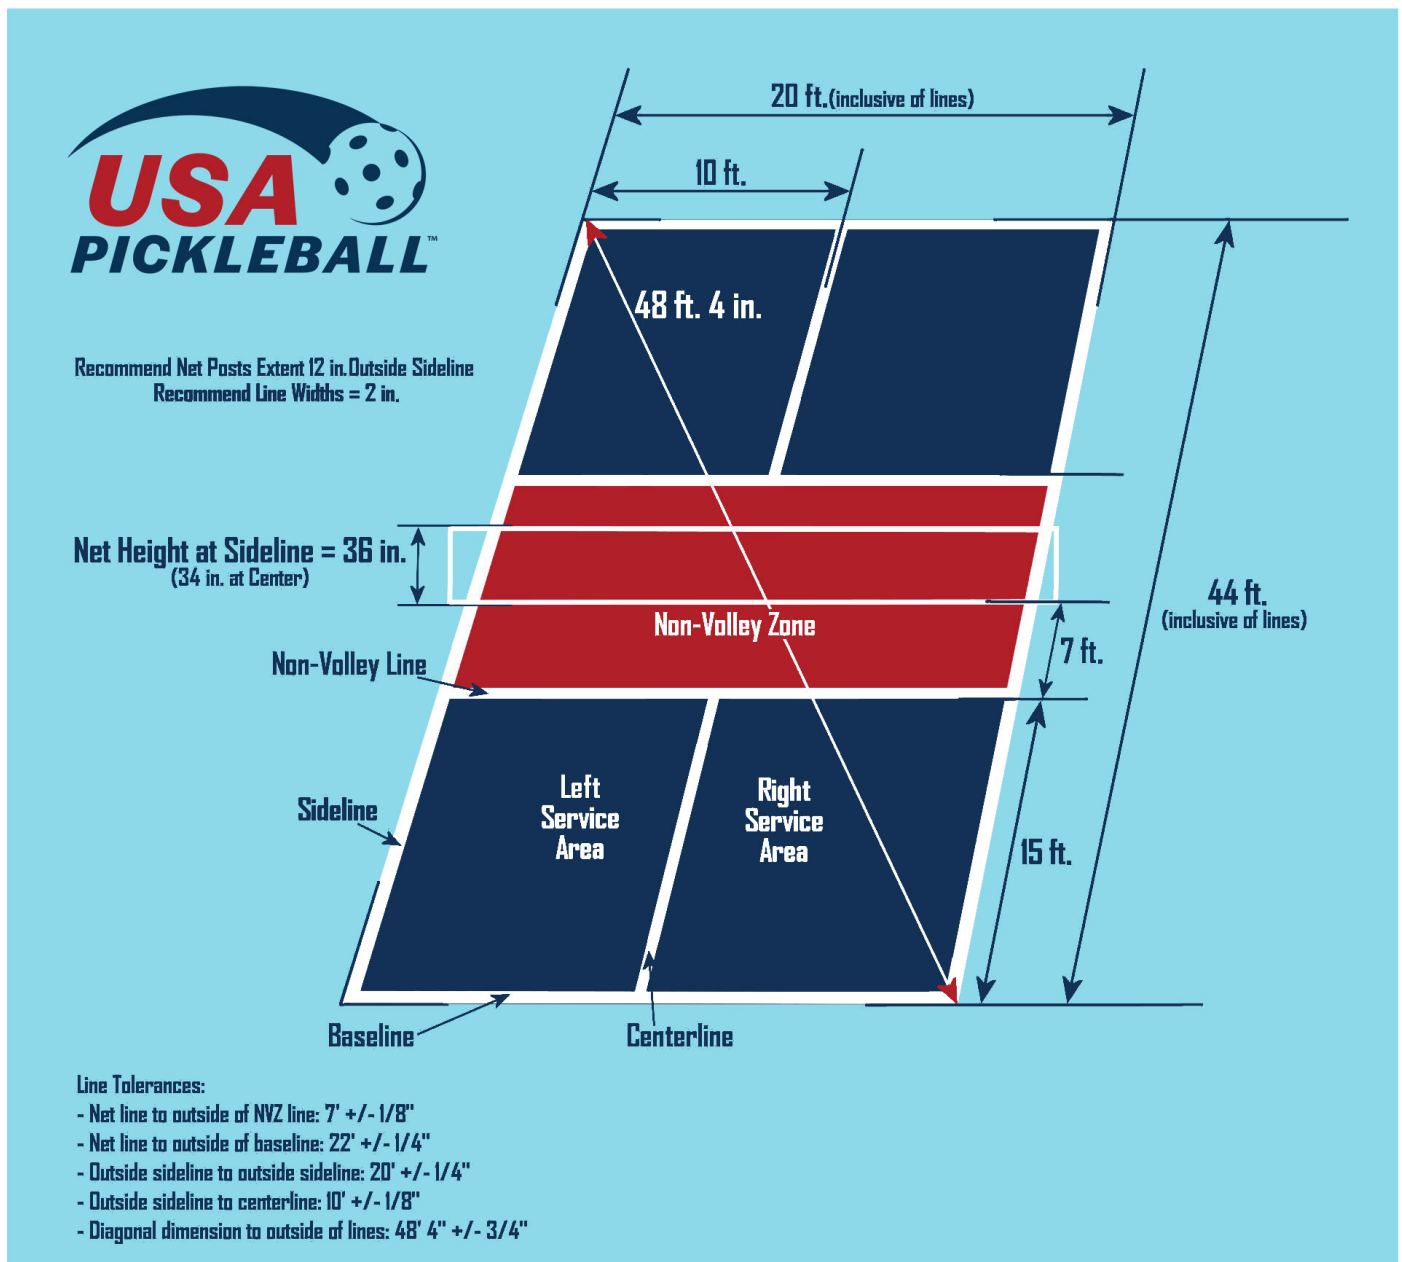 20 ft.(inclusive of lines)
10 ft.
USA
PICKLEBALL™
48 ft. 4 in.
Recommend Net Posts Extent 12 in.Outside Sideline
Recommend Line Widths = 2 in.
Net Height at Sideline = 36 in.
(34 in. at Center)
44 ft.
(inclusive of lines)
Non-Volley Zone
7 ft.
Non-Volley Line
Left
Service
Area
Right
Service
Area
Sideline
15 ft.
Baseline
Centerline
Line Tolerances:
- Net line to outside of NVZ line: 7' +/- 1/8"
- Net line to outside of baseline: 22' +/- 1/4"
- Outside sideline to outside sideline: 20' +/- 1/4"
- Outside sideline to centerline: 10' +/- 1/8"
- Diagonal dimension to outside of lines: 48' 4" +/- 3/4"